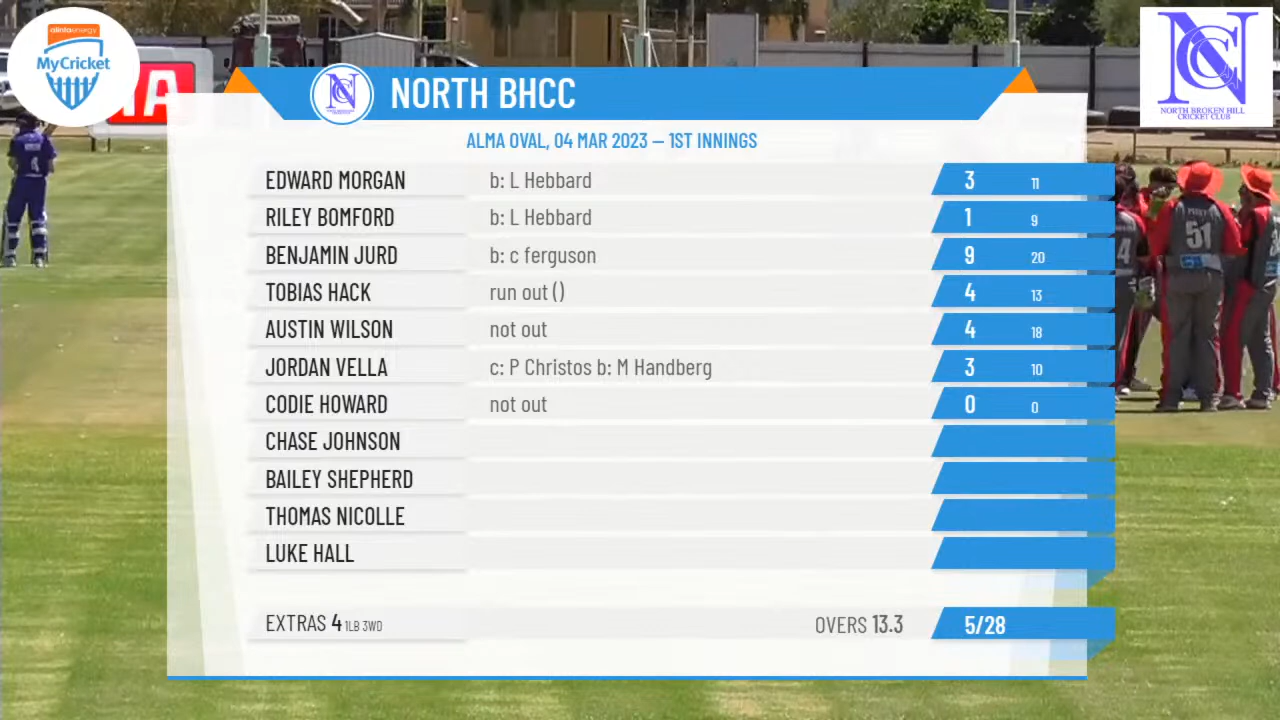 alintaenergy
MyCricket
NORTH BHCC
NORTH BROKEN HILL
CRICKET CLUB
ALMA OVAL, 04 MAR 2023 – 1ST INNINGS
EDWARD MORGAN b: L Hebbard 3 11
RILEY BOMFORD b: L Hebbard 1 9
BENJAMIN JURD b: c ferguson 9 20
TOBIAS HACK run out () 4 13
AUSTIN WILSON not out 4 18
JORDAN VELLA c: P Christos b: M Handberg 3 10
CODIE HOWARD not out 0 0
CHASE JOHNSON
BAILEY SHEPHERD
THOMAS NICOLLE
LUKE HALL
EXTRAS 4 1LB 3WD OVERS 13.3 5/28
51